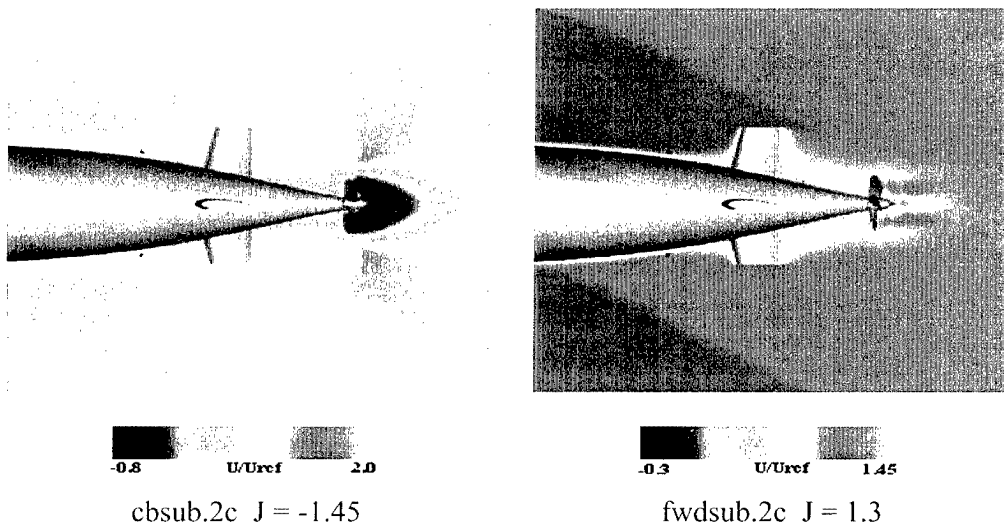 -0.8 U/Uref 2.0
-0.3 U/Uref 1.45
cbsub.2c J = -1.45
fwdsub.2c J = 1.3